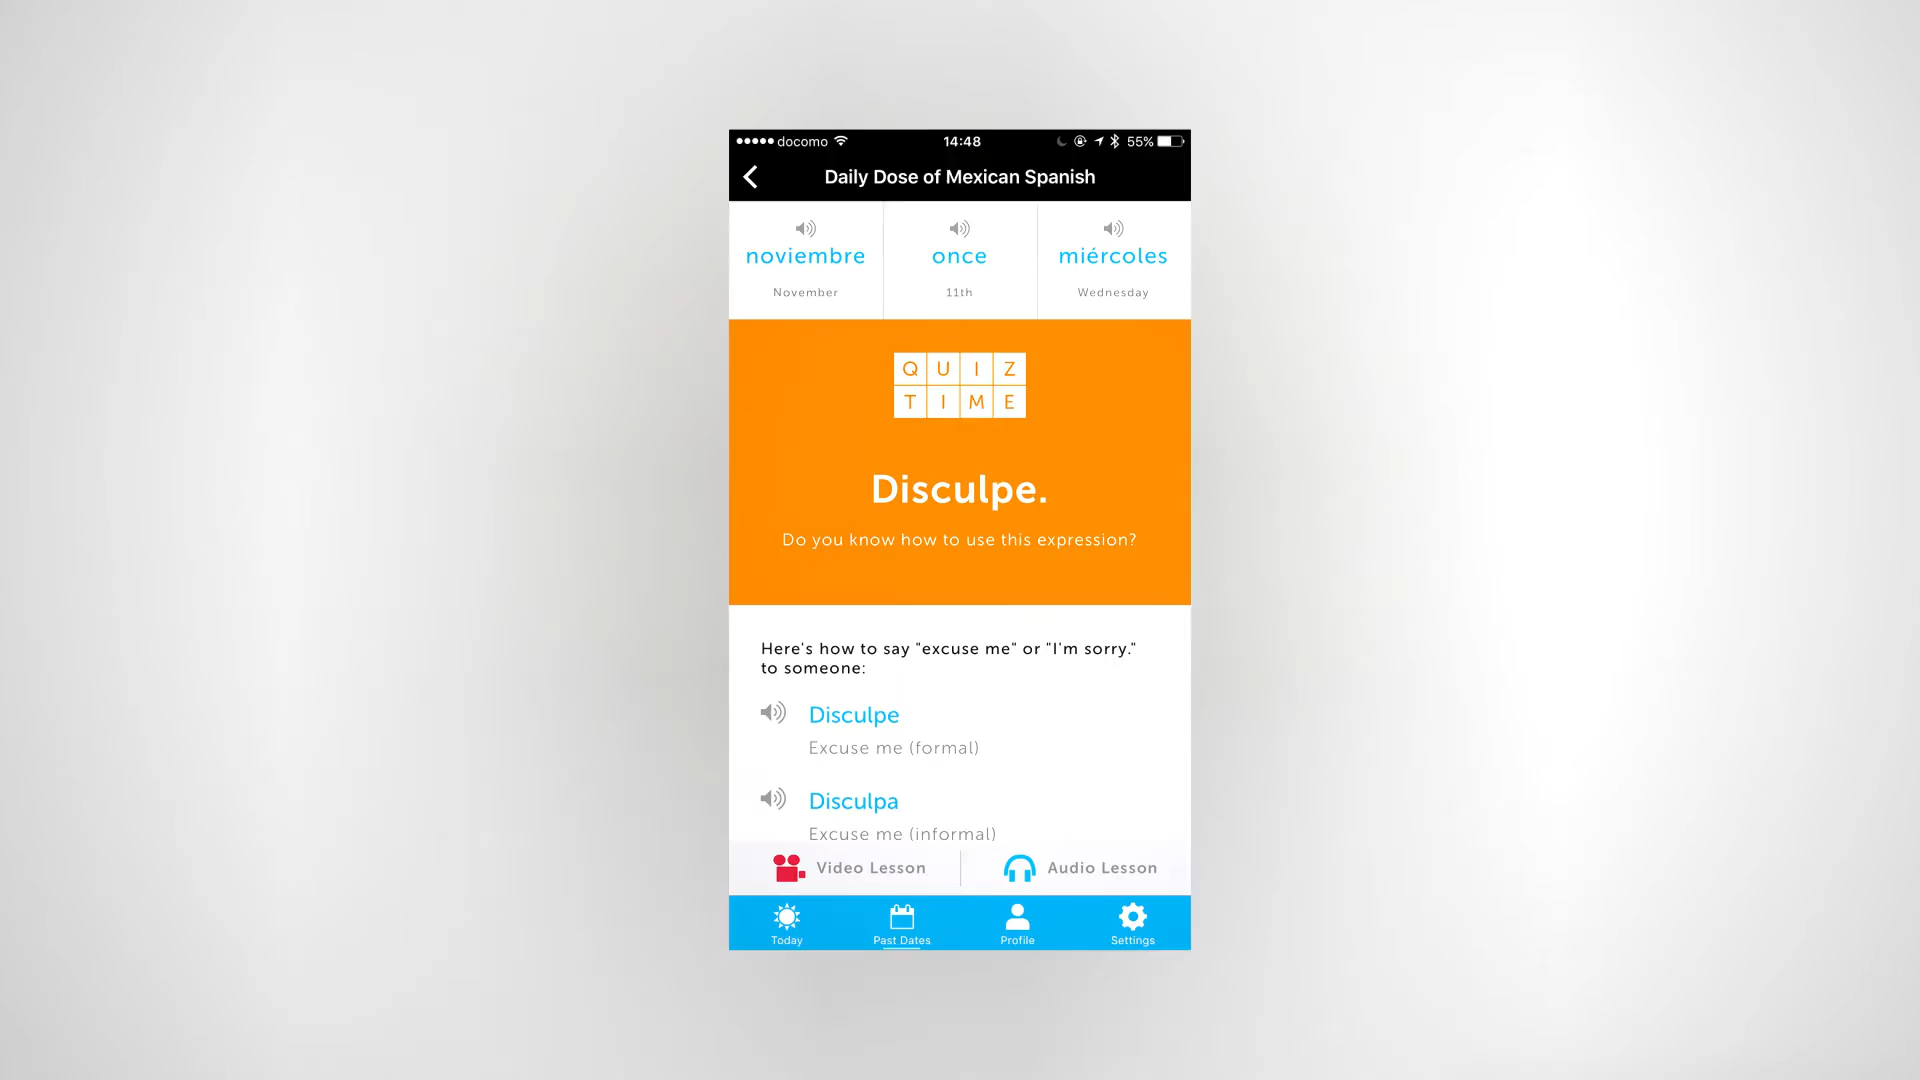 docomo 14:48 55%
Daily Dose of Mexican Spanish
noviembre once miércoles
November 11th Wednesday
QUIZ
TIME
Disculpe.
Do you know how to use this expression?
Here's how to say "excuse me" or "I'm sorry."
to someone:
Disculpe
Excuse me (formal)
Disculpa
Excuse me (informal)
Video Lesson Audio Lesson
Today Past Dates Profile Settings